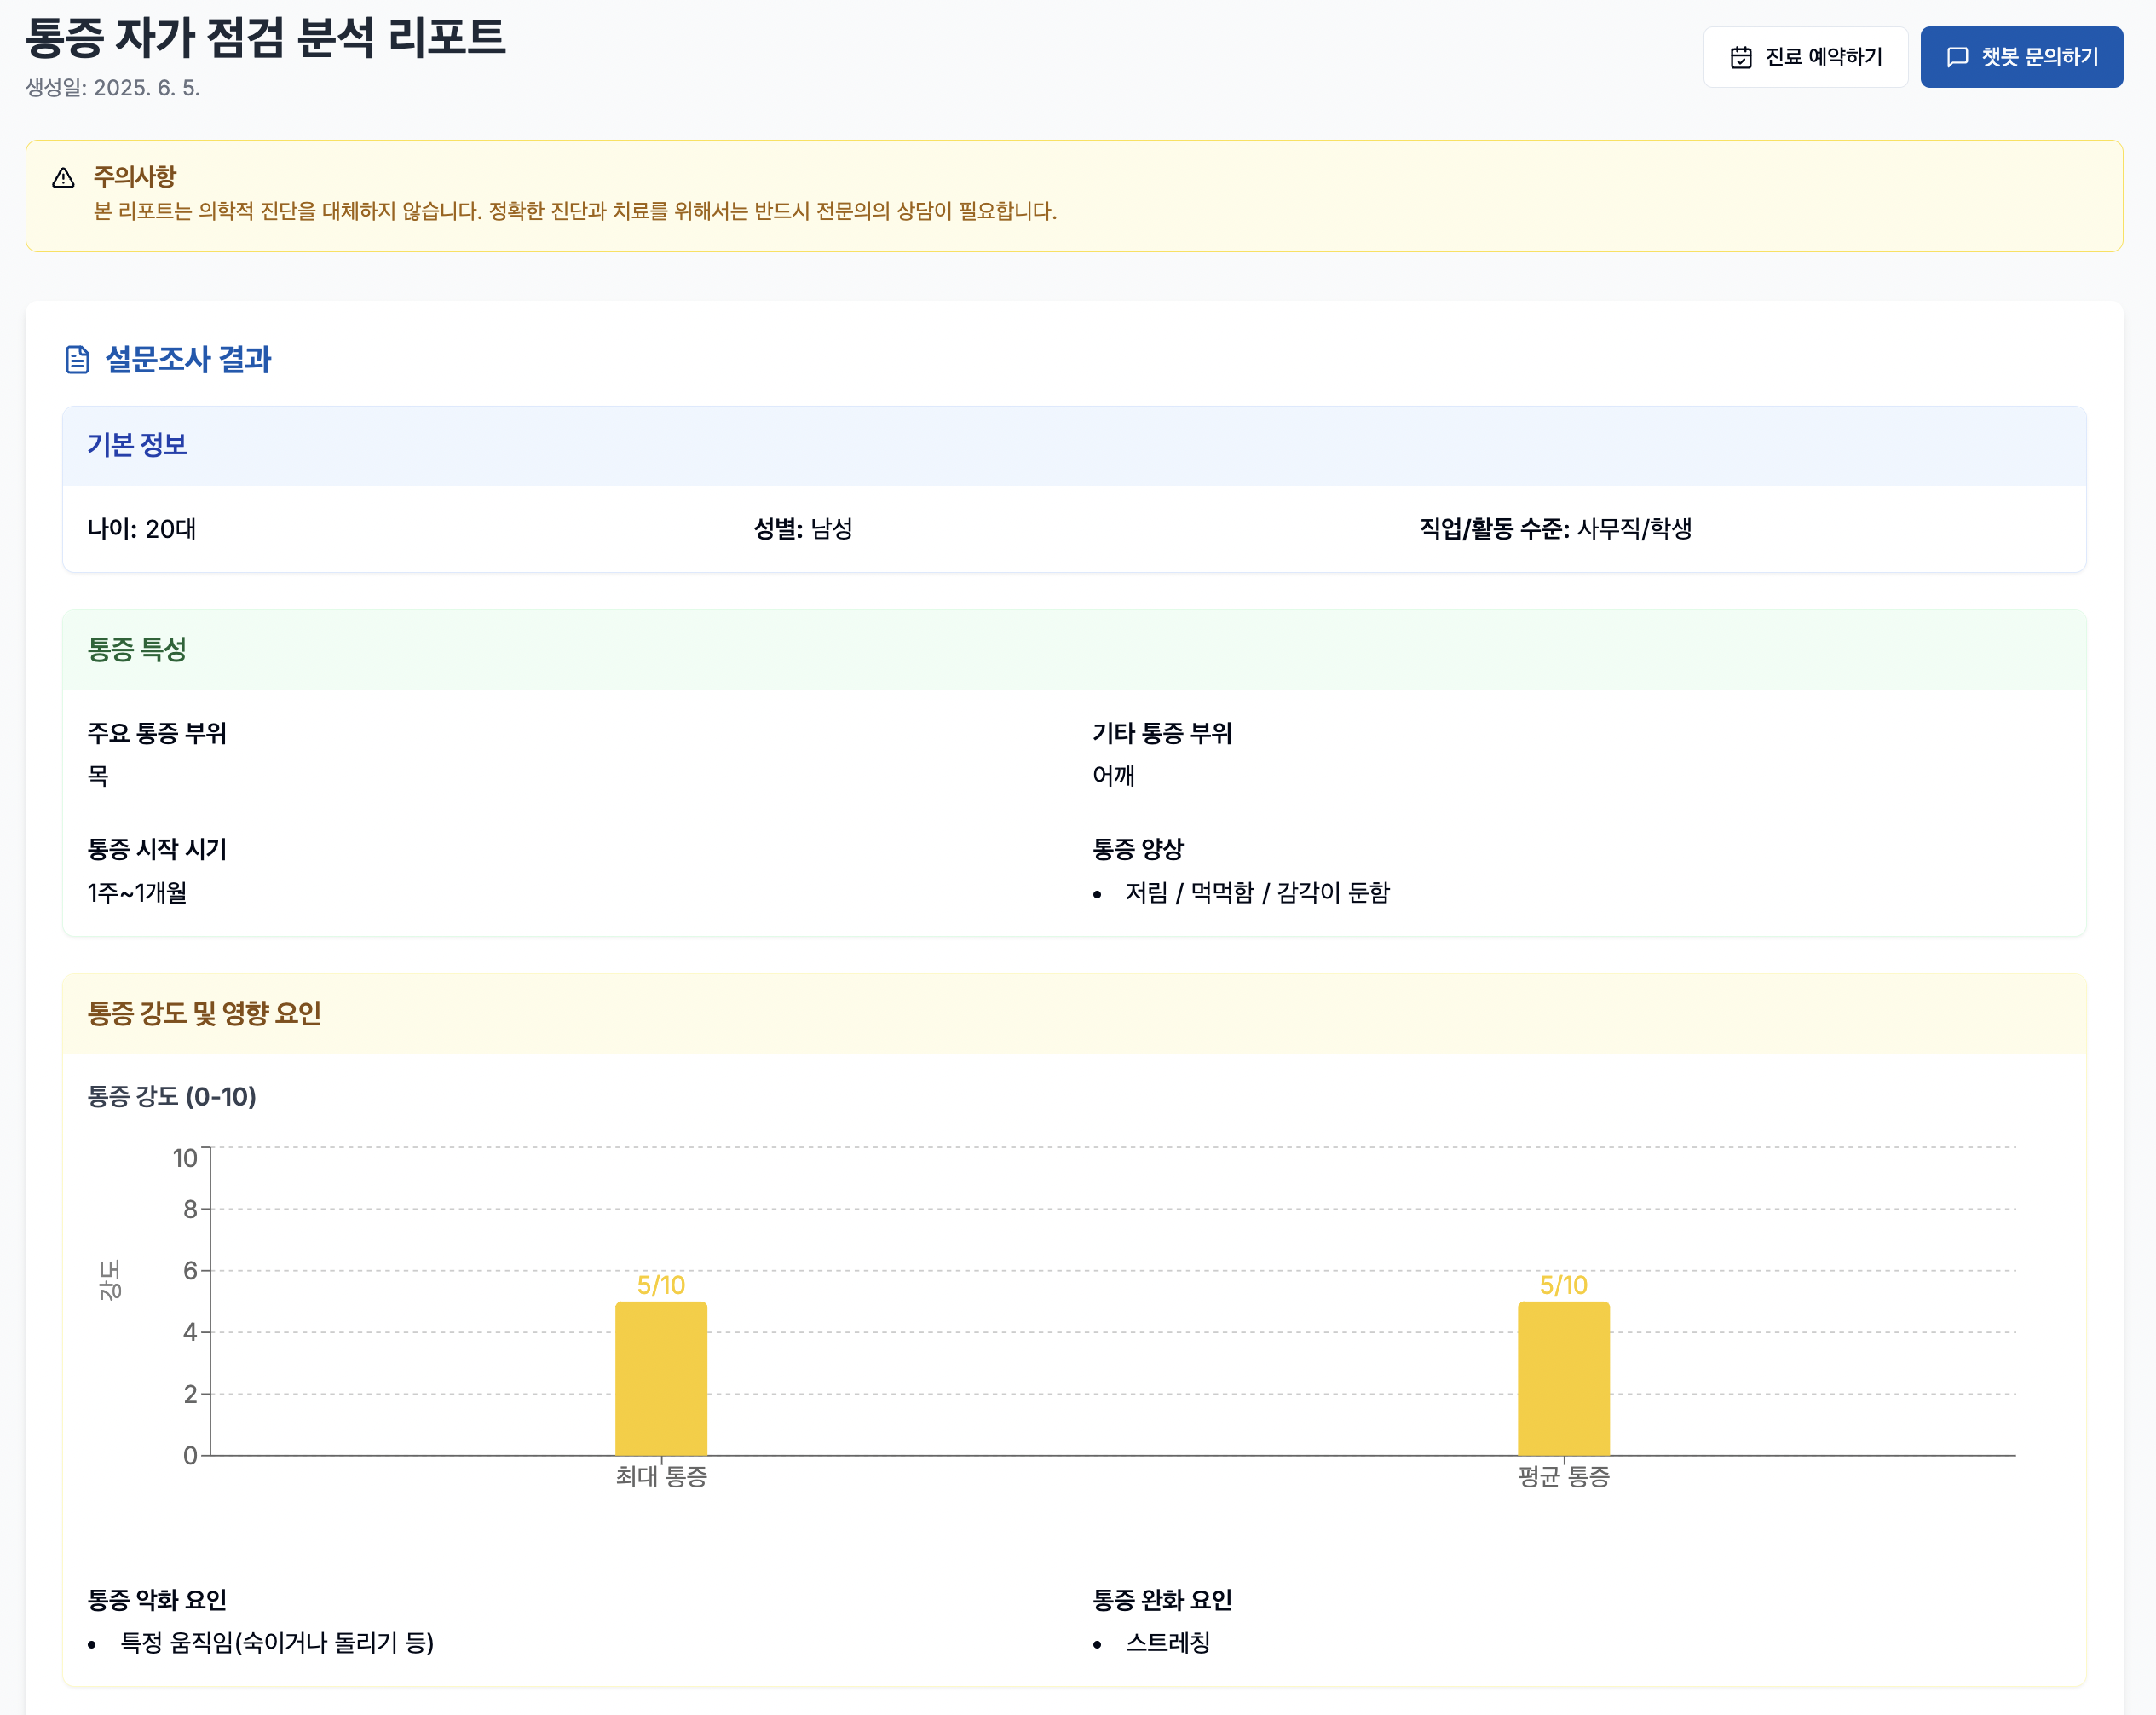 통증 자가 점검 분석 리포트
생성일: 2025. 6. 5.
진료 예약하기
챗봇 문의하기
주의사항
본 리포트는 의학적 진단을 대체하지 않습니다. 정확한 진단과 치료를 위해서는 반드시 전문의의 상담이 필요합니다.
설문조사 결과
기본 정보
나이: 20대
성별: 남성
직업/활동 수준: 사무직/학생
통증 특성
주요 통증 부위
목
기타 통증 부위
어깨
통증 시작 시기
1주~1개월
통증 양상
• 저림 / 먹먹함 / 감각이 둔함
통증 강도 및 영향 요인
통증 강도 (0-10)
강도
10
8
6
4
2
0
5/10
5/10
최대 통증
평균 통증
통증 악화 요인
• 특정 움직임(숙이거나 돌리기 등)
통증 완화 요인
• 스트레칭